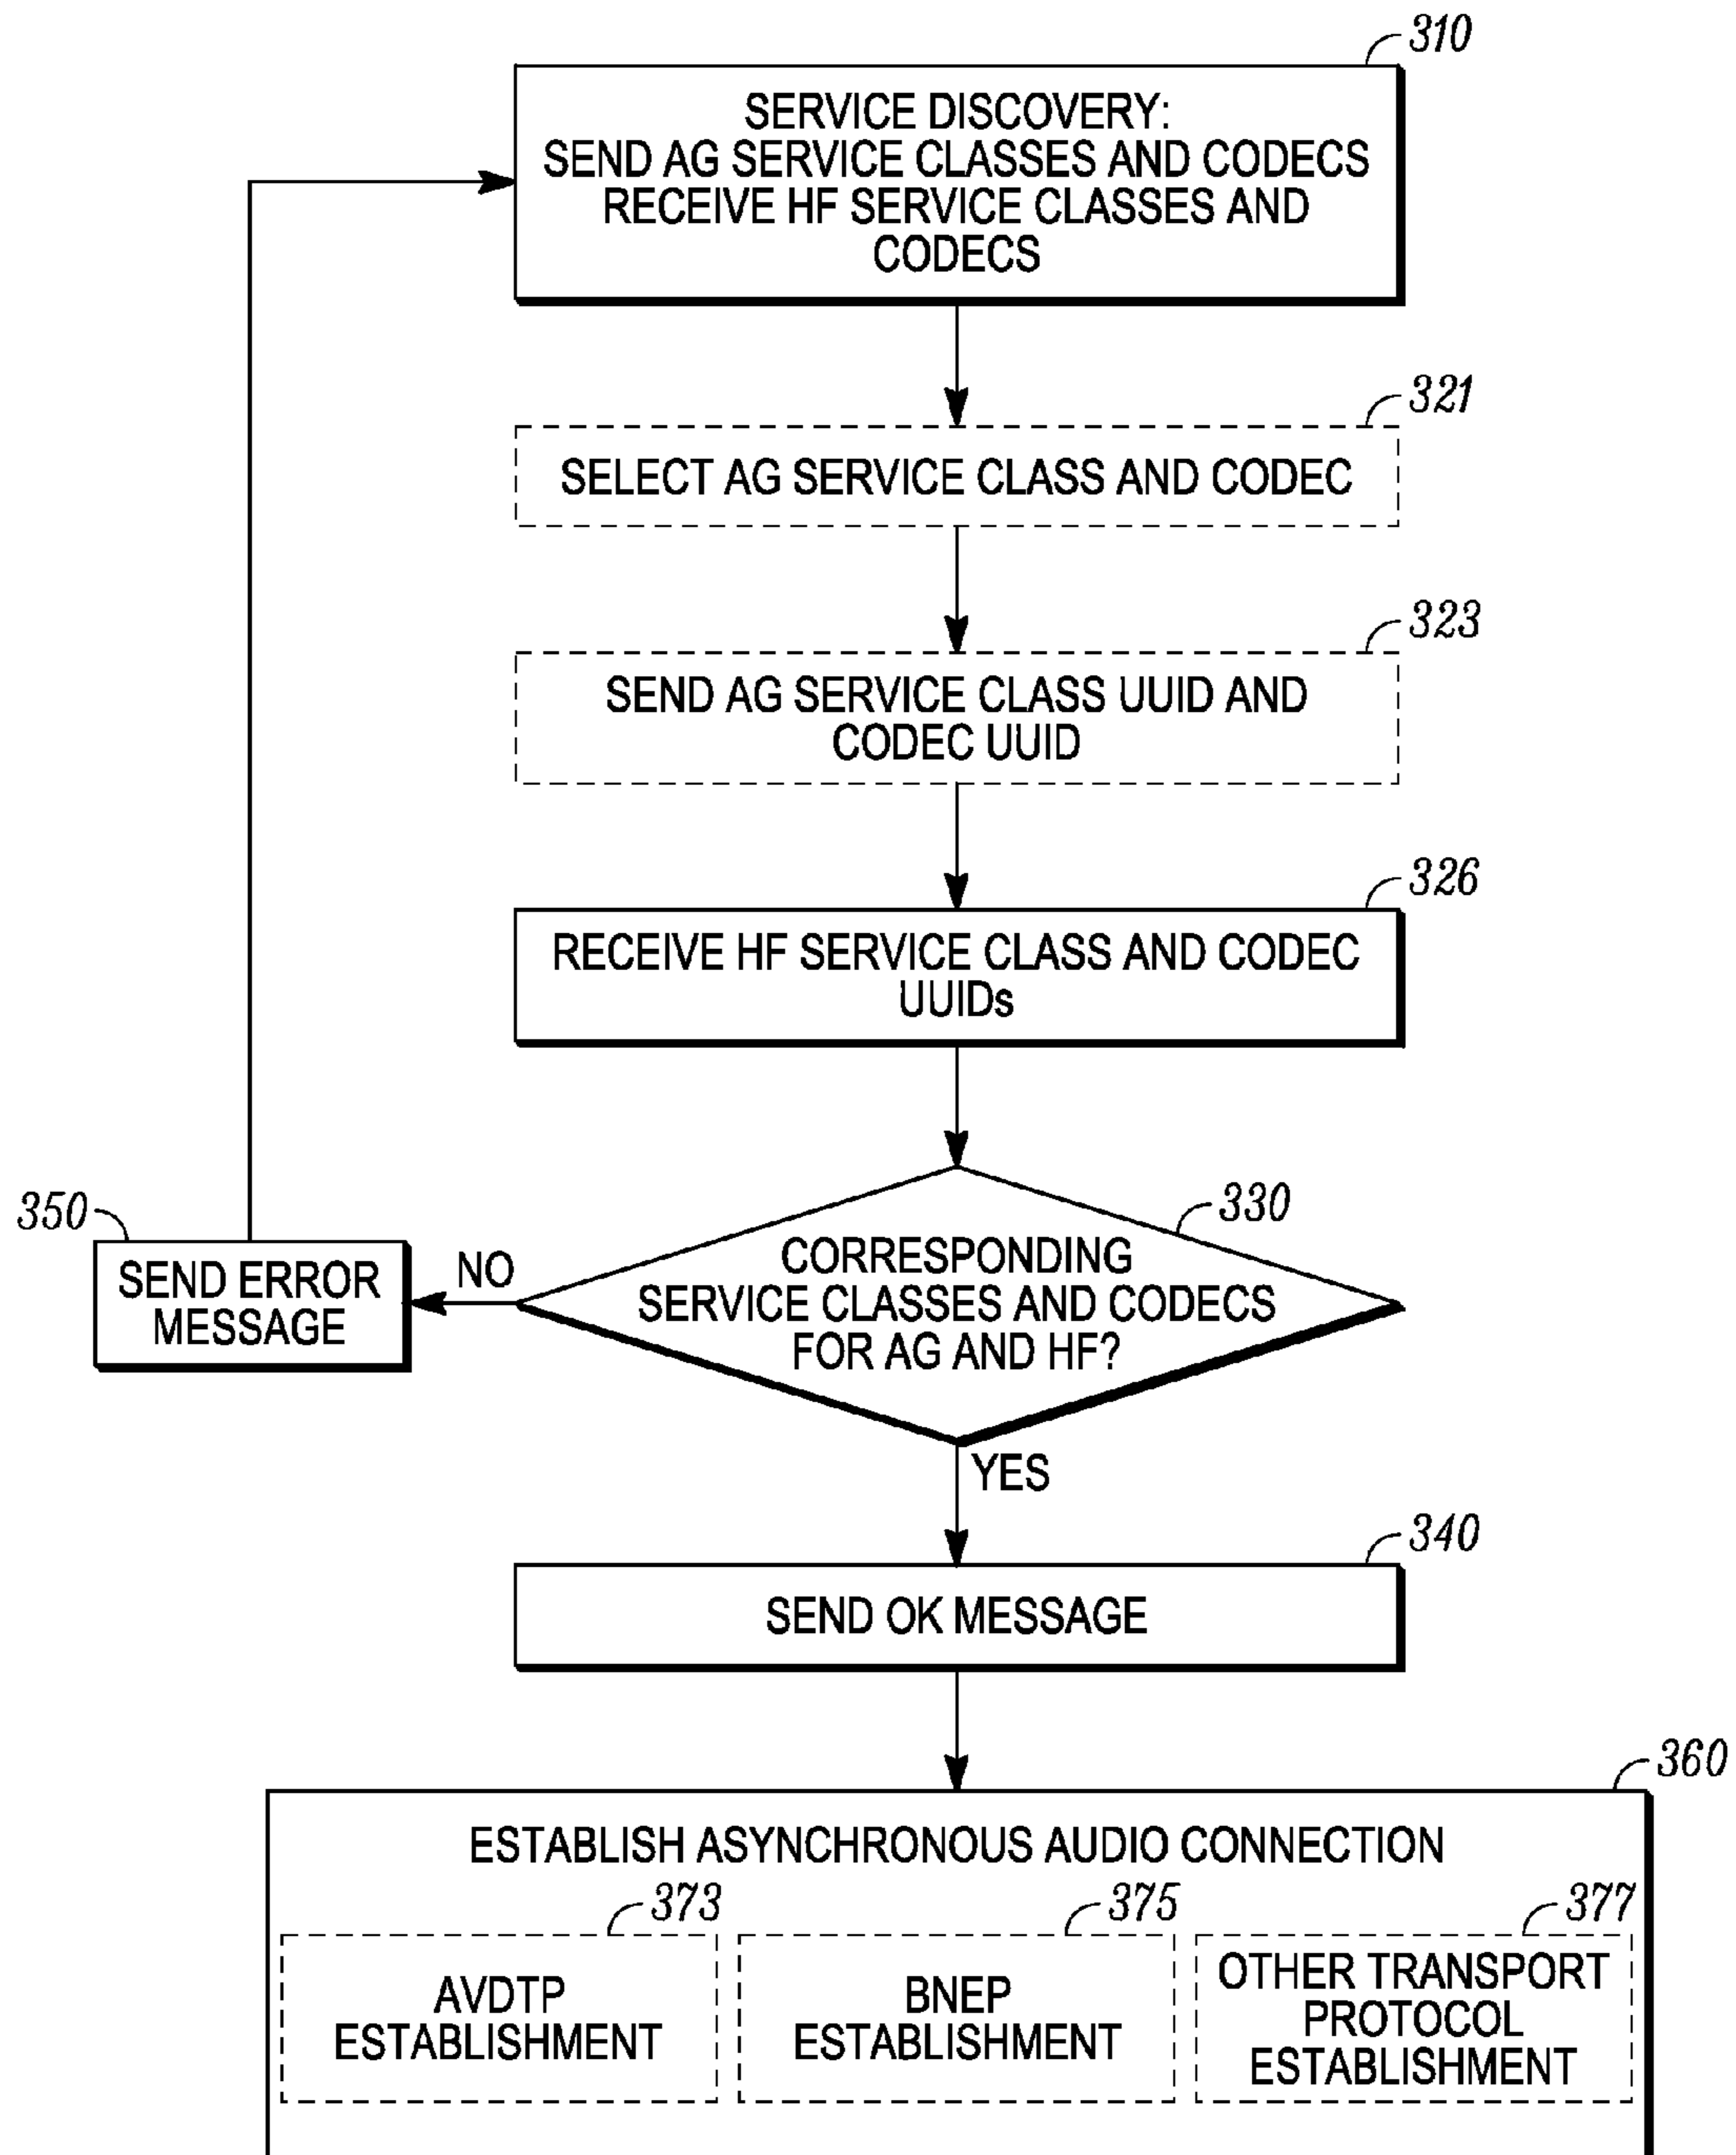 310
SERVICE DISCOVERY:
SEND AG SERVICE CLASSES AND CODECS
RECEIVE HF SERVICE CLASSES AND
CODECS
321
SELECT AG SERVICE CLASS AND CODEC
323
SEND AG SERVICE CLASS UUID AND
CODEC UUID
326
RECEIVE HF SERVICE CLASS AND CODEC
UUIDs
330
CORRESPONDING
SERVICE CLASSES AND CODECS
FOR AG AND HF?
NO
350
SEND ERROR
MESSAGE
YES
340
SEND OK MESSAGE
360
ESTABLISH ASYNCHRONOUS AUDIO CONNECTION
373
AVDTP
ESTABLISHMENT
375
BNEP
ESTABLISHMENT
377
OTHER TRANSPORT
PROTOCOL
ESTABLISHMENT